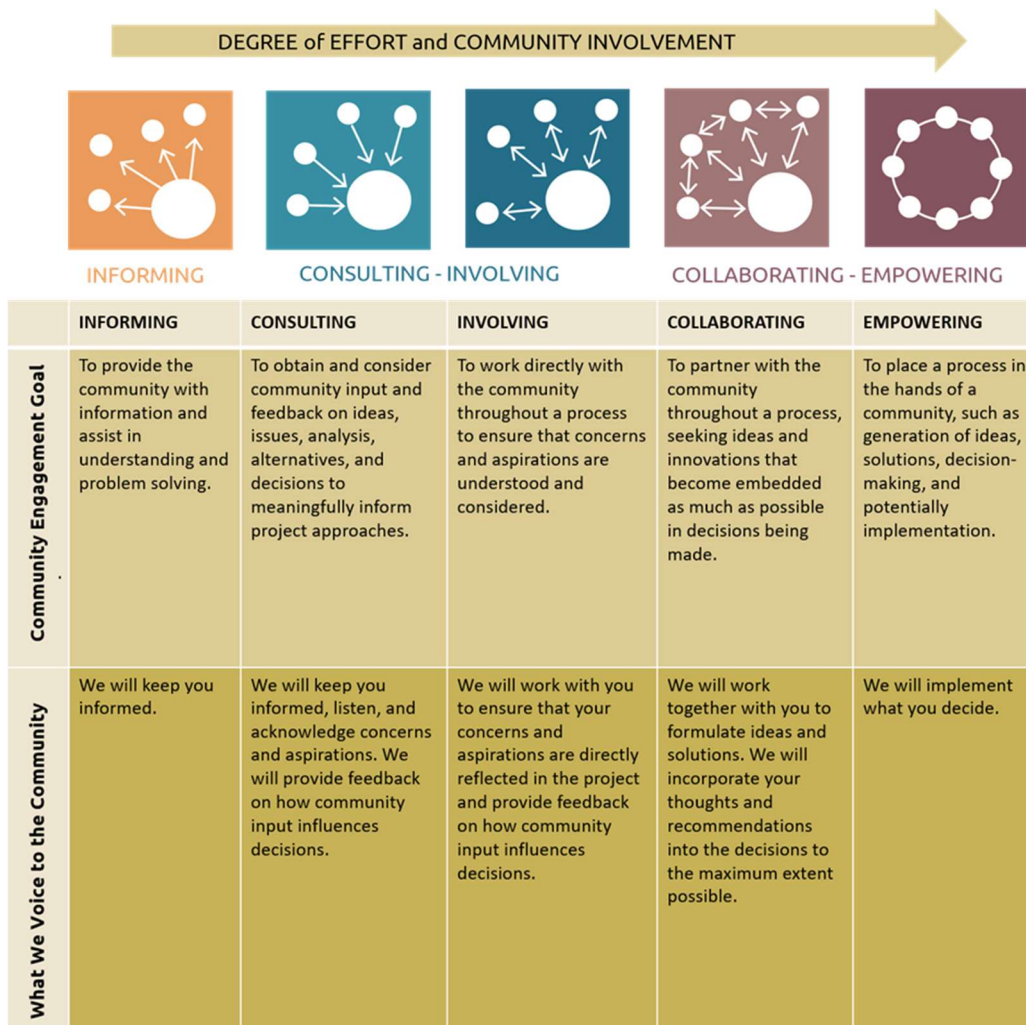 DEGREE of EFFORT and COMMUNITY INVOLVEMENT
INFORMING
CONSULTING - INVOLVING
COLLABORATING - EMPOWERING
INFORMING
CONSULTING
INVOLVING
COLLABORATING
EMPOWERING
Community Engagement Goal
.
To provide the
community with
information and
assist in
understanding and
problem solving.
To obtain and consider
community input and
feedback on ideas,
issues, analysis,
alternatives, and
decisions to
meaningfully inform
project approaches.
To work directly with
the community
throughout a process
to ensure that concerns
and aspirations are
understood and
considered.
To partner with the
community
throughout a process,
seeking ideas and
innovations that
become embedded
as much as possible
in decisions being
made.
To place a process in
the hands of a
community, such as
generation of ideas,
solutions, decision-
making, and
potentially
implementation.
What We Voice to the Community
We will keep you
informed.
We will keep you
informed, listen, and
acknowledge concerns
and aspirations. We
will provide feedback
on how community
input influences
decisions.
We will work with you
to ensure that your
concerns and
aspirations are directly
reflected in the project
and provide feedback
on how community
input influences
decisions.
We will work
together with you to
formulate ideas and
solutions. We will
incorporate your
thoughts and
recommendations
into the decisions to
the maximum extent
possible.
We will implement
what you decide.